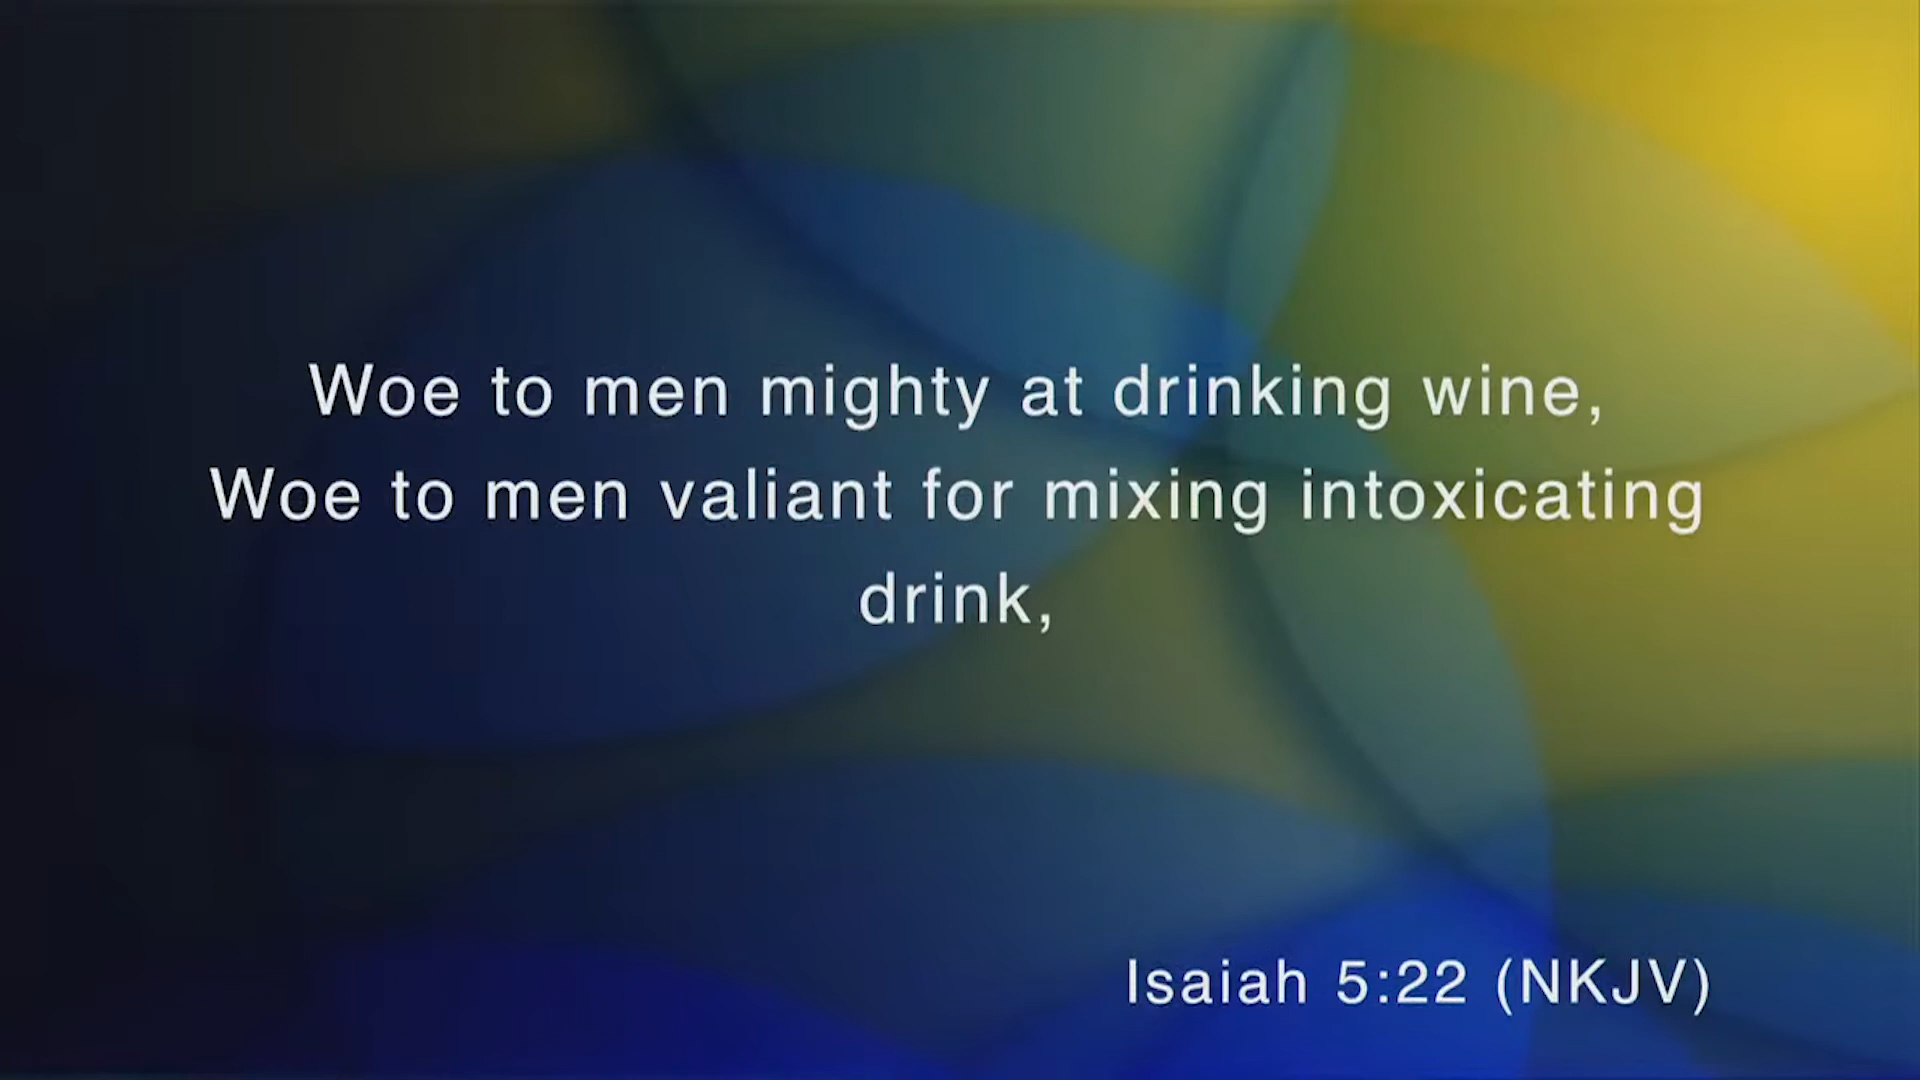 Woe to men mighty at drinking wine,
Woe to men valiant for mixing intoxicating
drink,
Isaiah 5:22 (NKJV)